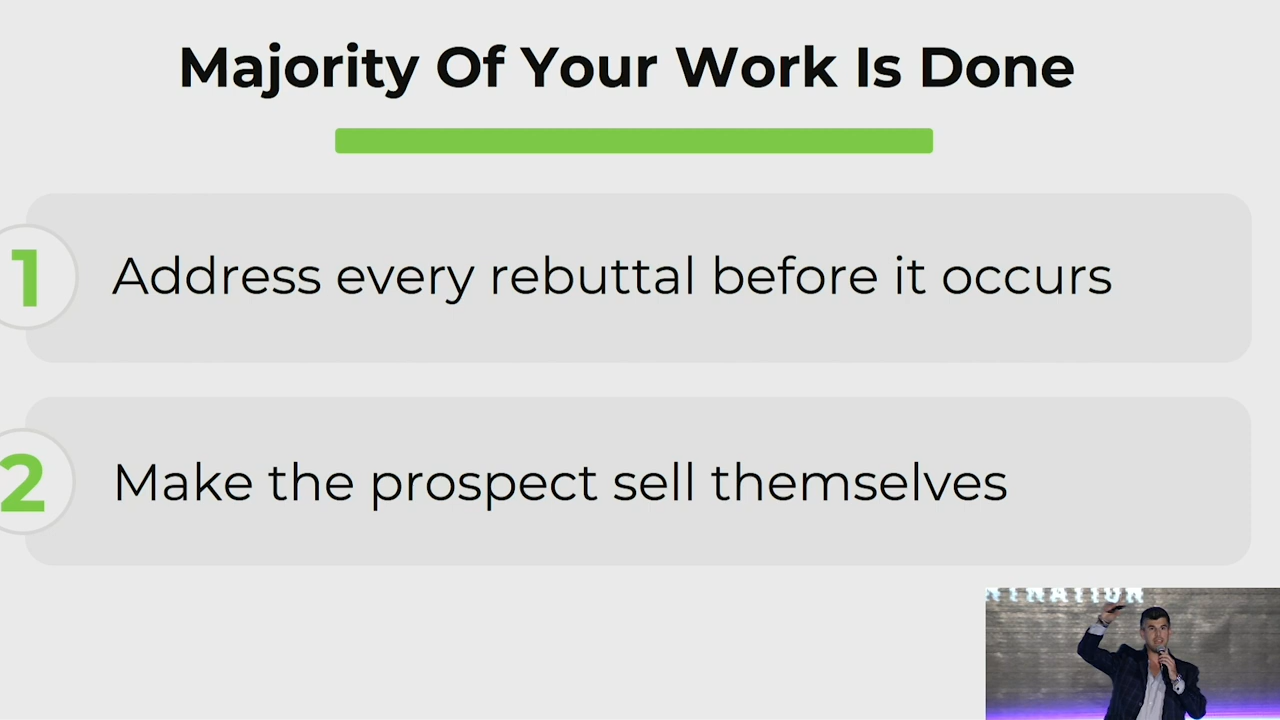 Majority Of Your Work Is Done
1
Address every rebuttal before it occurs
2
Make the prospect sell themselves